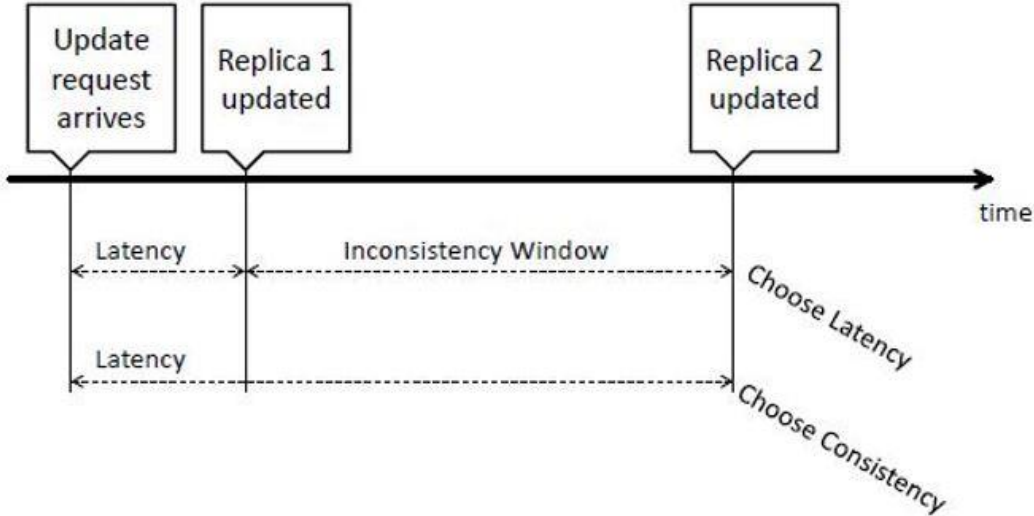 Update
request
arrives
Replica 1
updated
Replica 2
updated
time
Latency
Inconsistency Window
Choose Latency
Latency
Choose Consistency